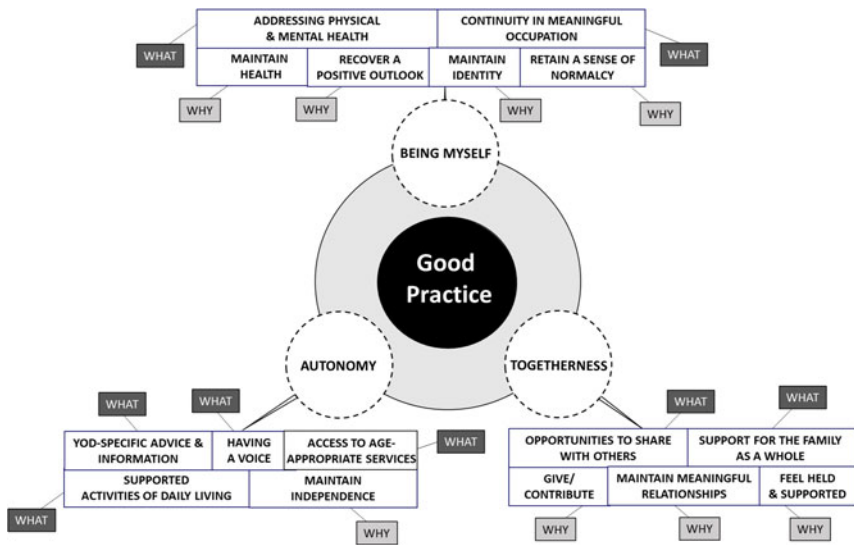 ADDRESSING PHYSICAL
& MENTAL HEALTH
CONTINUITY IN MEANINGFUL
OCCUPATION
WHAT
WHAT
MAINTAIN
HEALTH
RECOVER A
POSITIVE OUTLOOK
MAINTAIN
IDENTITY
RETAIN A SENSE OF
NORMALCY
WHY
WHY
WHY
WHY
BEING MYSELF
Good
Practice
AUTONOMY
TOGETHERNESS
WHAT
WHAT
WHAT
YOD-SPECIFIC ADVICE &
INFORMATION
HAVING
A VOICE
ACCESS TO AGE-
APPROPRIATE SERVICES
SUPPORTED
ACTIVITIES OF DAILY LIVING
MAINTAIN
INDEPENDENCE
WHAT
WHY
WHAT
WHAT
OPPORTUNITIES TO SHARE
WITH OTHERS
SUPPORT FOR THE FAMILY
AS A WHOLE
GIVE/
CONTRIBUTE
MAINTAIN MEANINGFUL
RELATIONSHIPS
FEEL HELD
& SUPPORTED
WHY
WHY
WHY